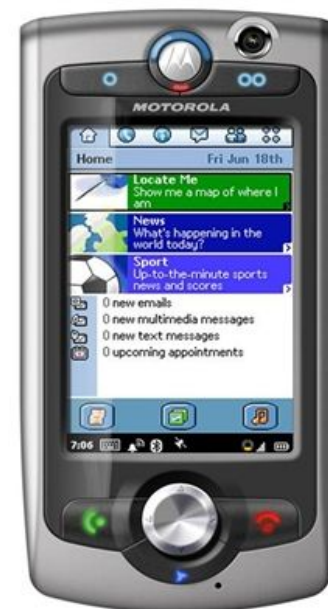 MOTOROLA
Home Fri Jun 18th
Locate Me
Show me a map of where I
am
News
What's happening in the
world today?
Sport
Up-to-the-minute sports
news and scores
0 new emails
0 new multimedia messages
0 new text messages
0 upcoming appointments
7:06